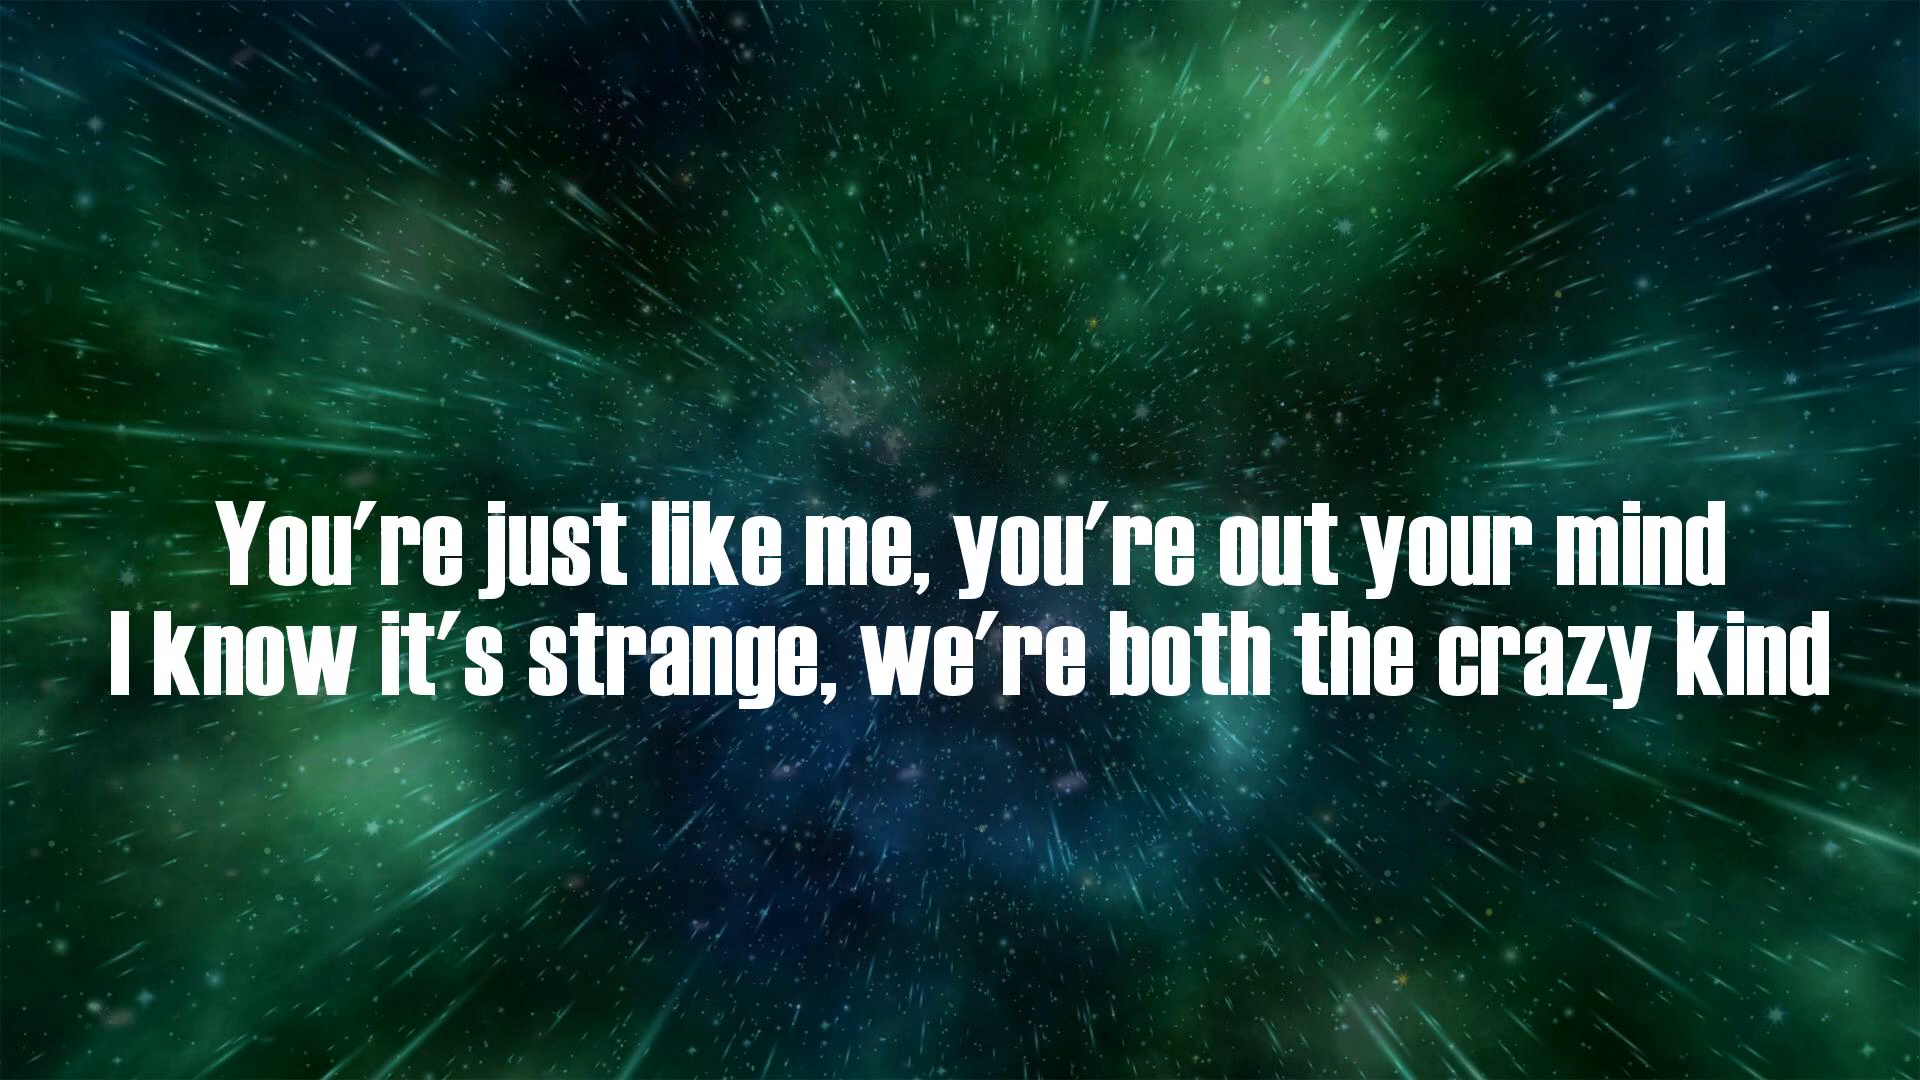 You're just like me, you're out your mind
I know it's strange, we're both the crazy kind